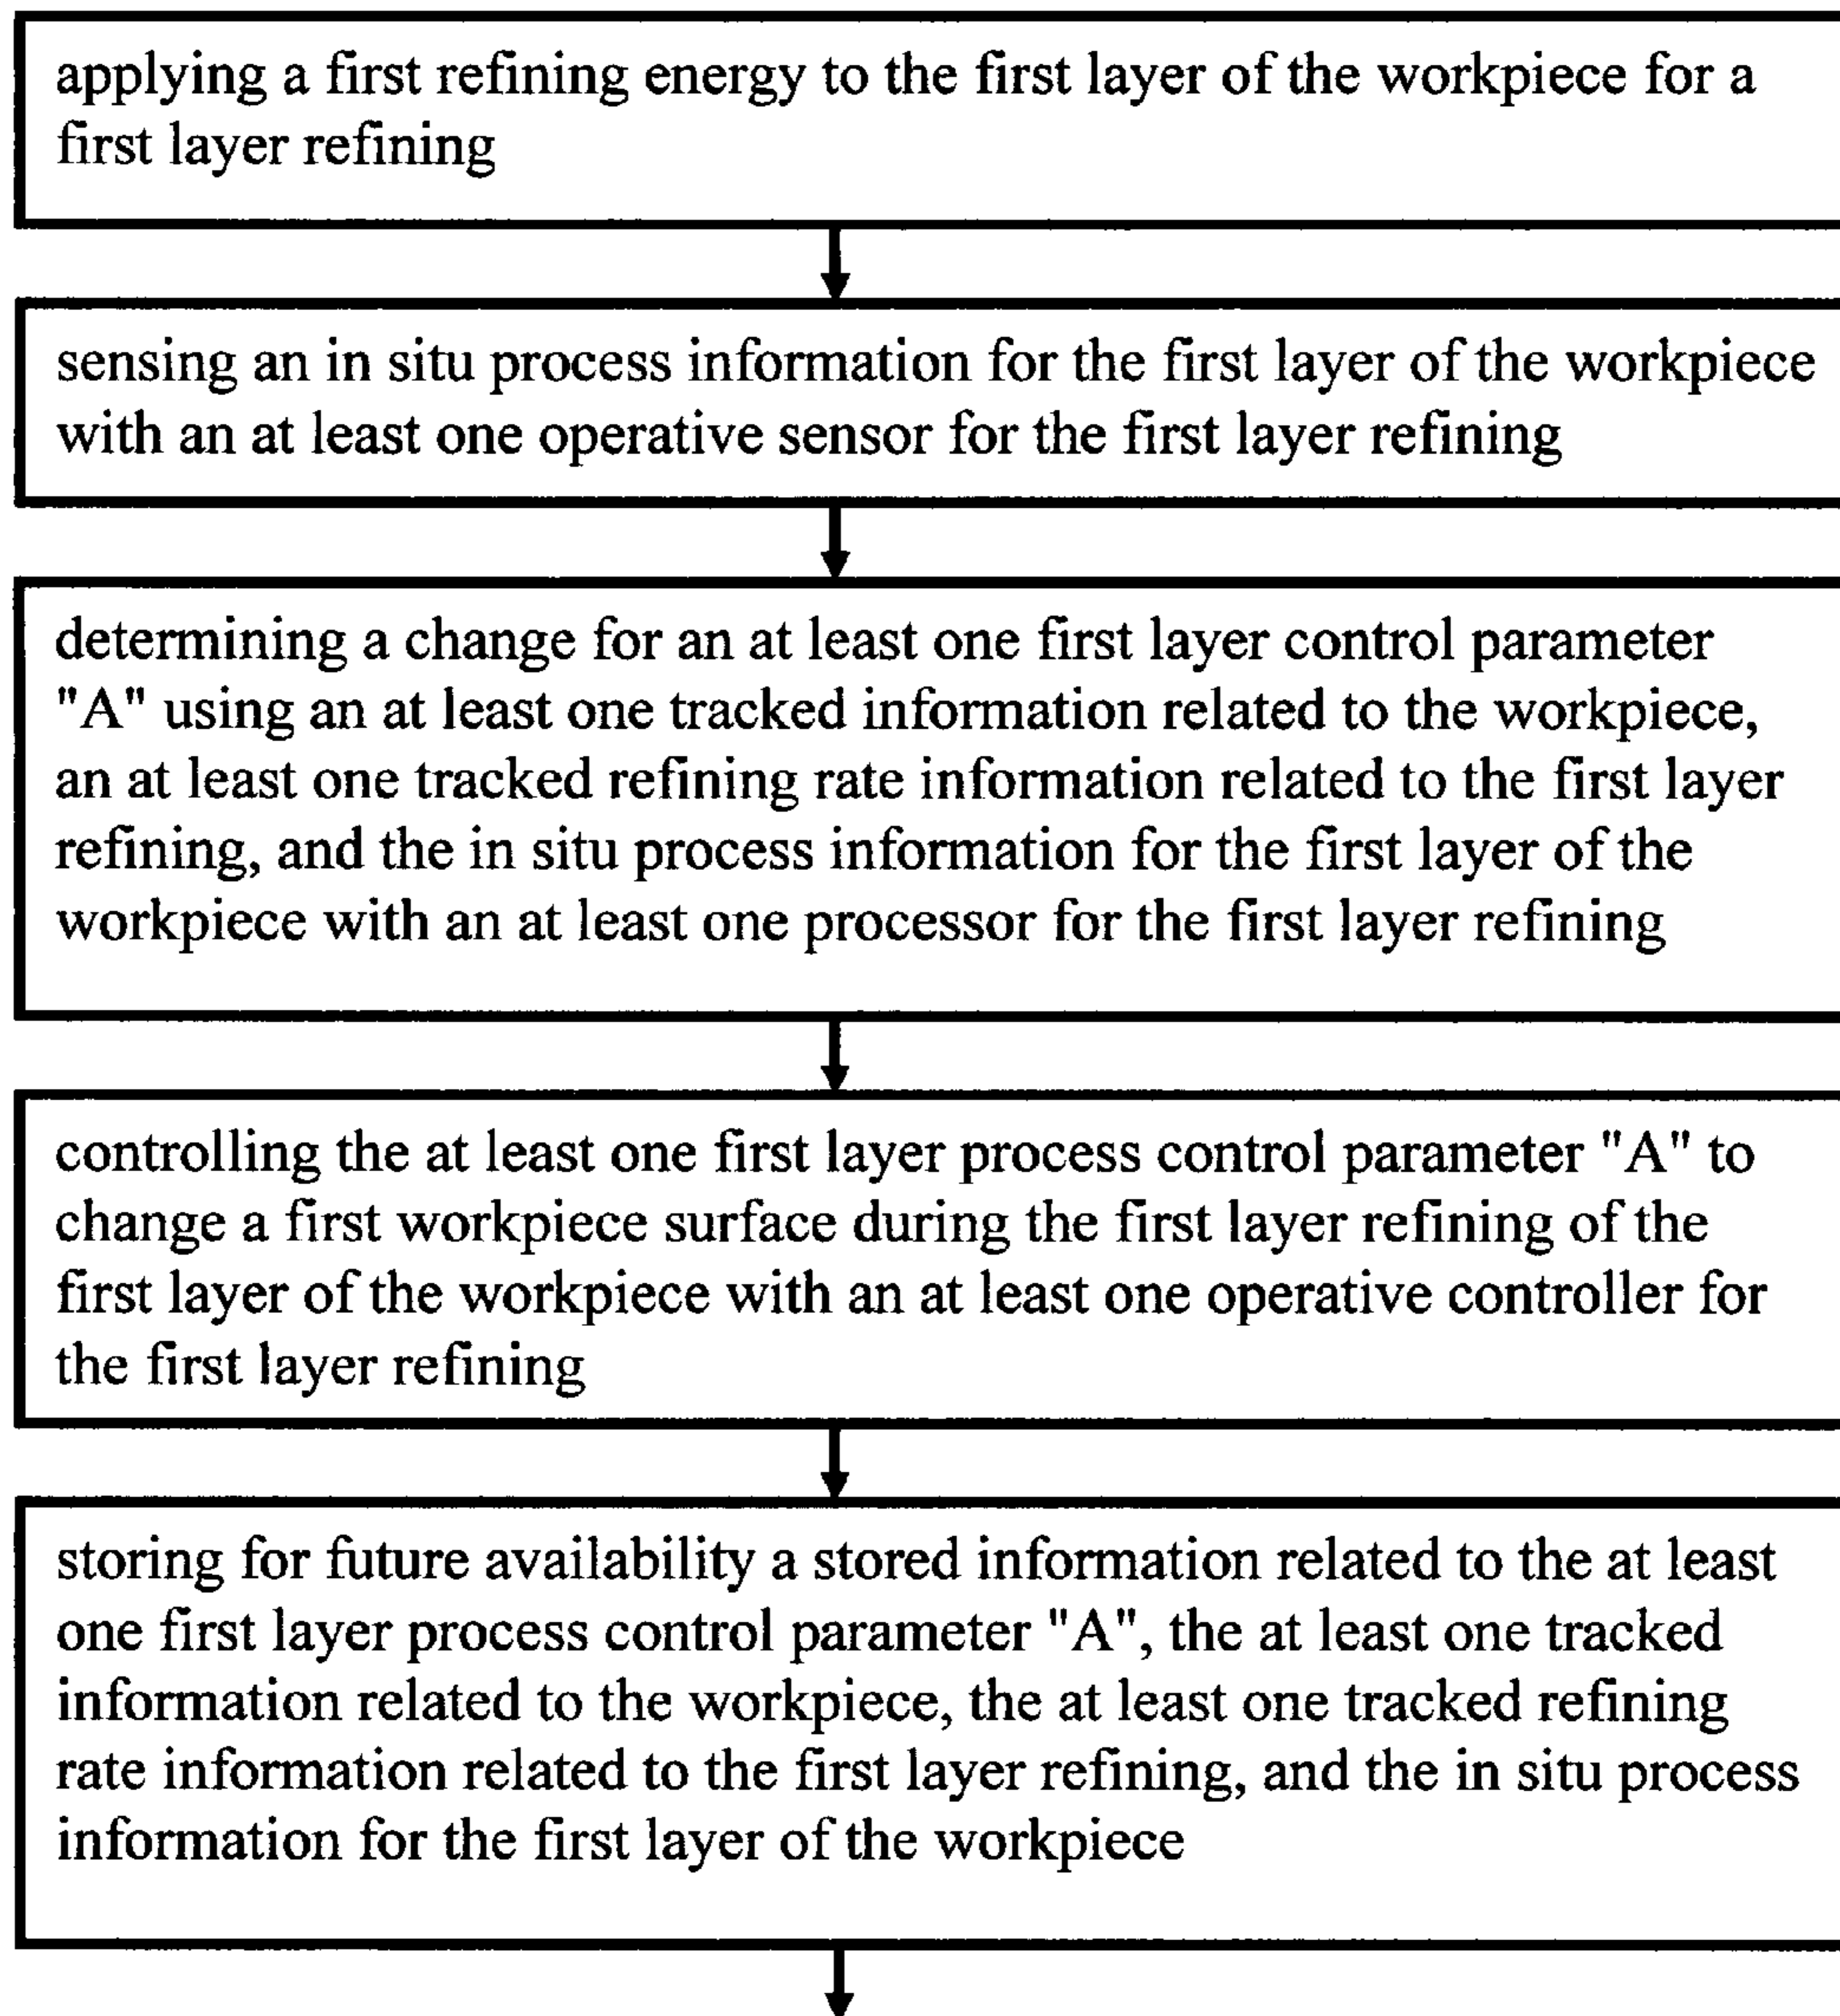 applying a first refining energy to the first layer of the workpiece for a
first layer refining
sensing an in situ process information for the first layer of the workpiece
with an at least one operative sensor for the first layer refining
determining a change for an at least one first layer control parameter
"A" using an at least one tracked information related to the workpiece,
an at least one tracked refining rate information related to the first layer
refining, and the in situ process information for the first layer of the
workpiece with an at least one processor for the first layer refining
controlling the at least one first layer process control parameter "A" to
change a first workpiece surface during the first layer refining of the
first layer of the workpiece with an at least one operative controller for
the first layer refining
storing for future availability a stored information related to the at least
one first layer process control parameter "A", the at least one tracked
information related to the workpiece, the at least one tracked refining
rate information related to the first layer refining, and the in situ process
information for the first layer of the workpiece